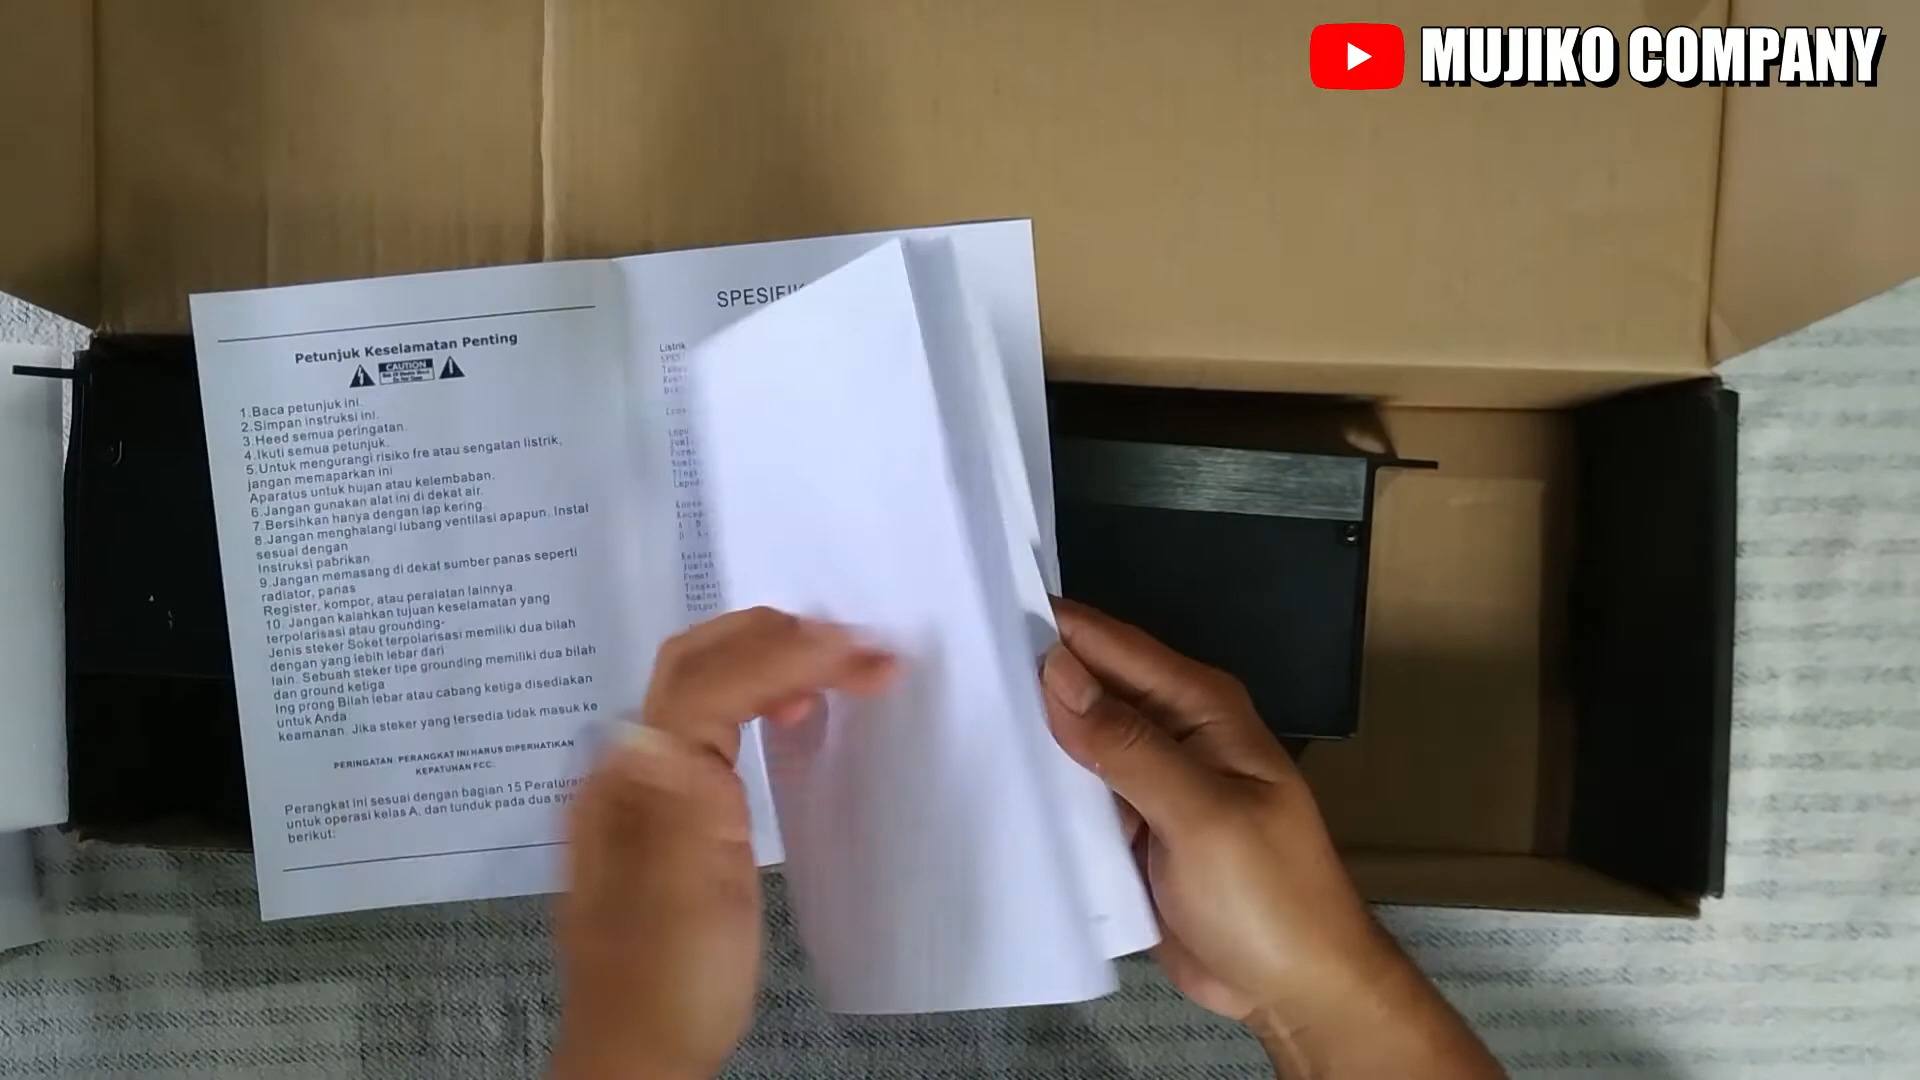 MUJIKO COMPANY
Petunjuk Keselamatan Penting
CAUTION
1.Baca petunjuk ini.
2.Simpan instruksi ini.
3.Heed semua peringatan.
4.Ikuti semua petunjuk.
5.Untuk mengurangi risiko fre atau sengatan listrik,
jangan memaparkan ini
Aparatus untuk hujan atau kelembaban.
6.Jangan gunakan alat ini di dekat air.
7.Bersihkan hanya dengan lap kering.
8.Jangan menghalangi lubang ventilasi apapun. Instal
sesuai dengan
Instruksi pabrikan
9.Jangan memasang di dekat sumber panas seperti
radiator, panas
Register, kompor, atau peralatan lainnya.
10. Jangan kalahkan tujuan keselamatan yang
terpolarisasi atau grounding-
Jenis steker Soket terpolarisasi memiliki dua bilah
dengan yang lebih lebar dari
lain. Sebuah steker tipe grounding memiliki dua bilah
dan ground ketiga
Ing prong Bilah lebar atau cabang ketiga disediakan
untuk Anda
keamanan. Jika steker yang tersedia tidak masuk ke
PERINGATAN. PERANGKAT INI HARUS DIPERHATIKAN
KEPATUHAN FCC.
Perangkat ini sesuai dengan bagian 15 Peraturan
untuk operasi kelas A, dan tunduk pada dua sya
berikut:
SPESIFIK
Listrik